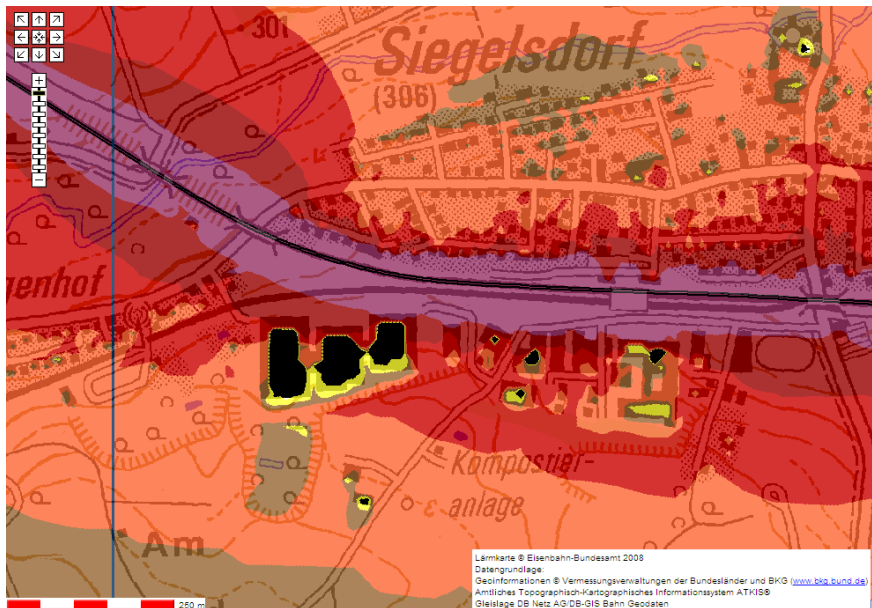 301
Siegelsdorf
(306)
genhof
Kompostier-
anlage
Am
250 m
Lärmkarte © Eisenbahn-Bundesamt 2008
Datengrundlage:
Geoinformationen © Vermessungsverwaltungen der Bundesländer und BKG (www.bkg.bund.de)
Amtliches Topographisch-Kartographisches Informationssystem ATKIS®
Gleislage DB Netz AG/DB-GIS Bahn Geodaten